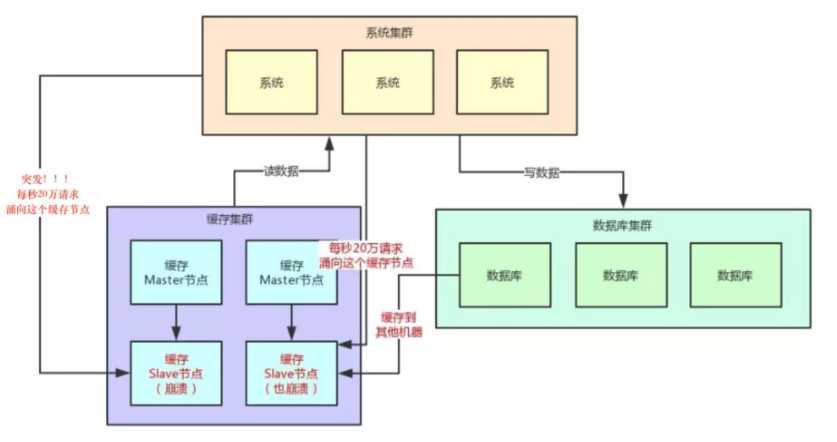 系统集群
系统
系统
系统
突发！！！
每秒20万请求
涌向这个缓存节点
读数据
写数据
缓存集群
数据库集群
缓存
Master节点
缓存
Master节点
每秒20万请求
涌向这个缓存节点
数据库
数据库
数据库
缓存到
其他机器
缓存
Slave节点
（崩溃）
缓存
Slave节点
（也崩溃）